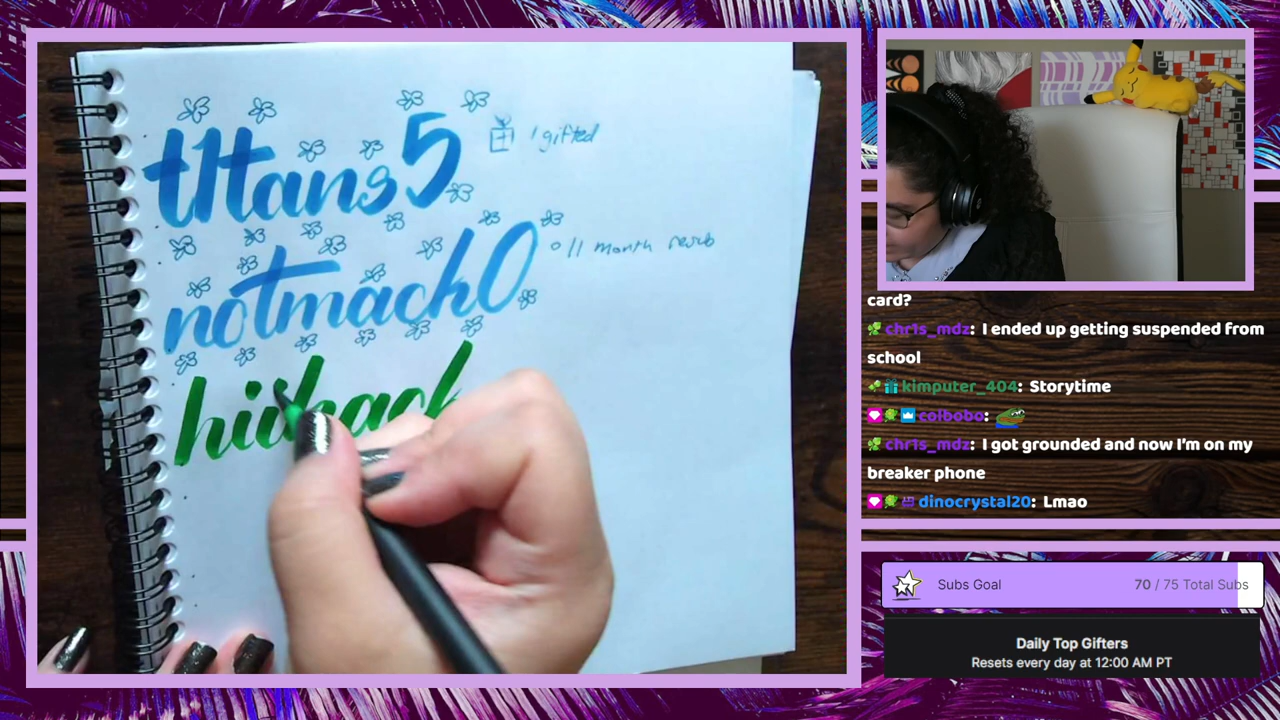 tHans5
1 gifted
notmach0
11 month resub
card?
chr1s_mdz: I ended up getting suspended from
school
kimputer_404: Storytime
colbobo:
chr1s_mdz: I got grounded and now I'm on my
breaker phone
dinocrystal20: Lmao
Subs Goal
70 / 75 Total Subs
Daily Top Gifters
Resets every day at 12:00 AM PT